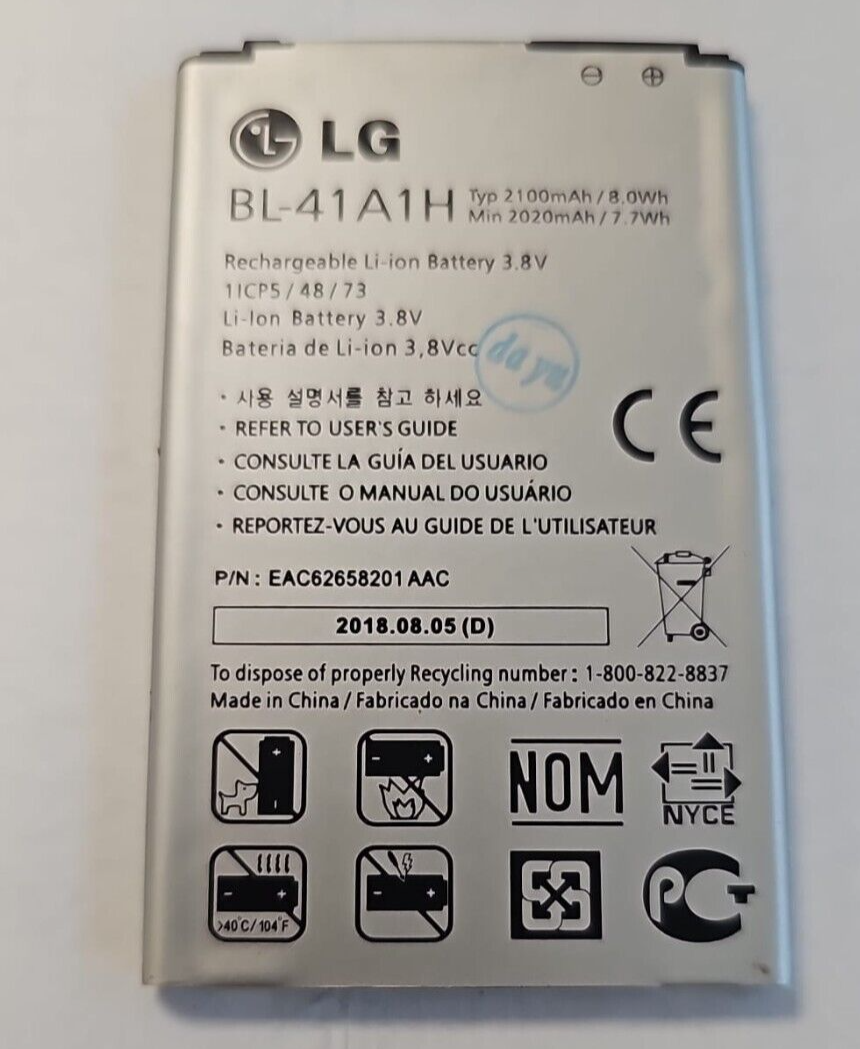 ⊖ ⊕
LG
BL-41A1H Typ 2100mAh / 8.0Wh
Min 2020mAh / 7.7Wh
Rechargeable Li-ion Battery 3.8V
1ICP5 / 48 / 73
Li-Ion Battery 3.8V
Bateria de Li-ion 3,8Vcc
da yu
· 사용 설명서를 참고 하세요
· REFER TO USER'S GUIDE
· CONSULTE LA GUÍA DEL USUARIO
· CONSULTE O MANUAL DO USUÁRIO
· REPORTEZ-VOUS AU GUIDE DE L'UTILISATEUR
CE
P/N : EAC62658201 AAC
2018.08.05 (D)
To dispose of properly Recycling number : 1-800-822-8837
Made in China / Fabricado na China / Fabricado en China
NOM
NYCE
>40°C/ 104°F
PCT